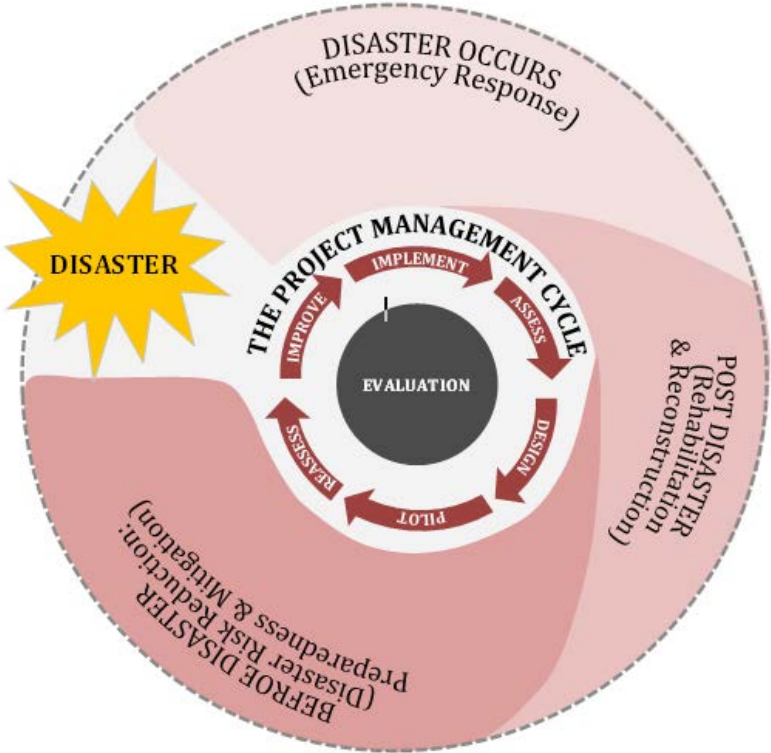 DISASTER OCCURS
(Emergency Response)
DISASTER
THE PROJECT MANAGEMENT CYCLE
IMPLEMENT
ASSESS
DESIGN
PILOT
REASSESS
IMPROVE
EVALUATION
POST DISASTER
(Rehabilitation
& Reconstruction)
BEFROE DISASTER
(Disaster Risk Reduction:
Preparedness & Mitigation)